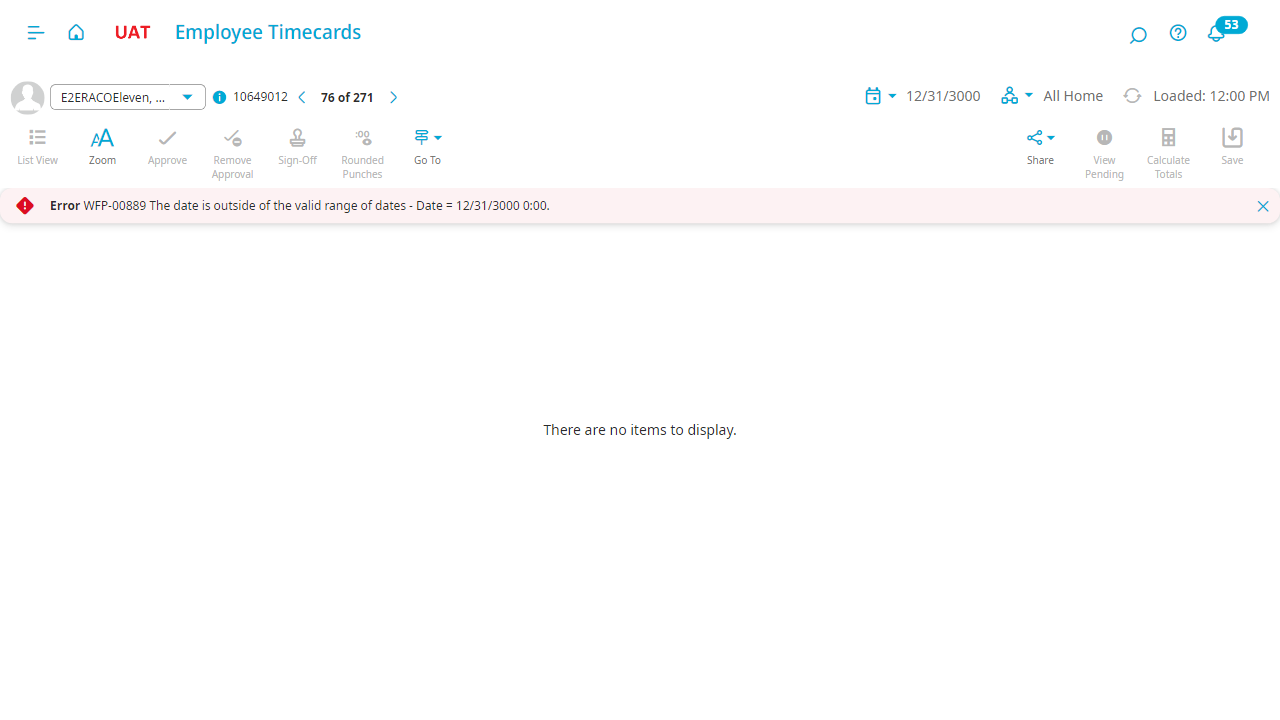 UAT Employee Timecards 53
E2ERACOEleven, ... 10649012 76 of 271 12/31/3000 All Home Loaded: 12:00 PM
List View Zoom Approve Remove Approval Sign-Off :00 Rounded Punches Go To Share View Pending Calculate Totals Save
Error WFP-00889 The date is outside of the valid range of dates - Date = 12/31/3000 0:00.
There are no items to display.